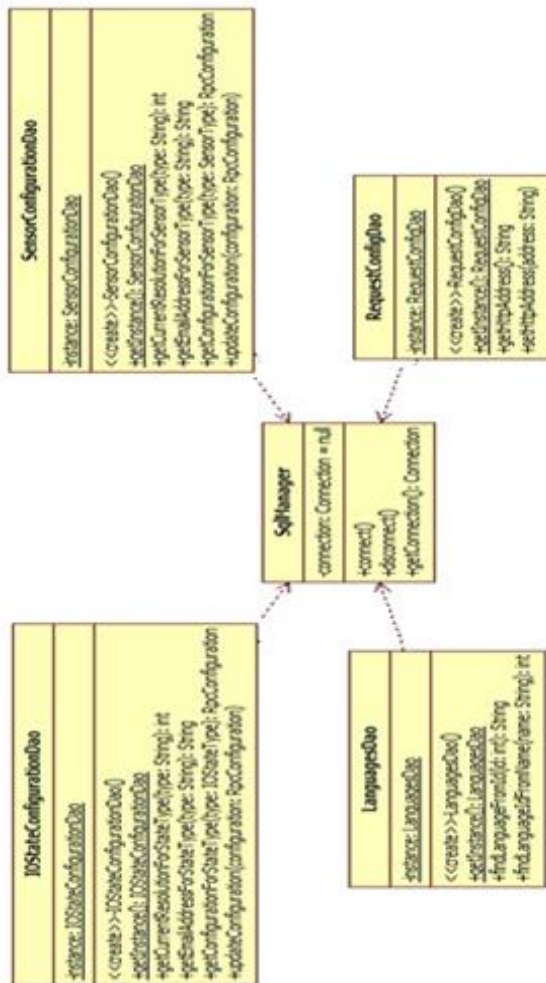 IOStateConfigurationDao
-instance: IOStateConfigurationDao
<<create>>-IOStateConfigurationDao()
+getInstance(): IOStateConfigurationDao
+getCurrentResolutionForStateType(type: String): int
+getEmailAddressForStateType(type: String): String
+getConfigurationForStateType(type: IOStateType): RpcConfiguration
+updateConfiguration(configuration: RpcConfiguration)
SensorConfigurationDao
-instance: SensorConfigurationDao
<<create>>-SensorConfigurationDao()
+getInstance(): SensorConfigurationDao
+getCurrentResolutionForSensorType(type: String): int
+getEmailAddressForSensorType(type: String): String
+getConfigurationForSensorType(type: SensorType): RpcConfiguration
+updateConfiguration(configuration: RpcConfiguration)
SqlManager
-connection: Connection = null
+connect()
+disconnect()
+getConnection(): Connection
LanguagesDao
-instance: LanguagesDao
<<create>>-LanguagesDao()
+getInstance(): LanguagesDao
+findLanguageFromId(id: int): String
+findLanguageIdFromName(name: String): int
RequestConfigDao
-instance: RequestConfigDao
<<create>>-RequestConfigDao()
+getInstance(): RequestConfigDao
+getHttpAddress(): String
+setHttpAddress(address: String)